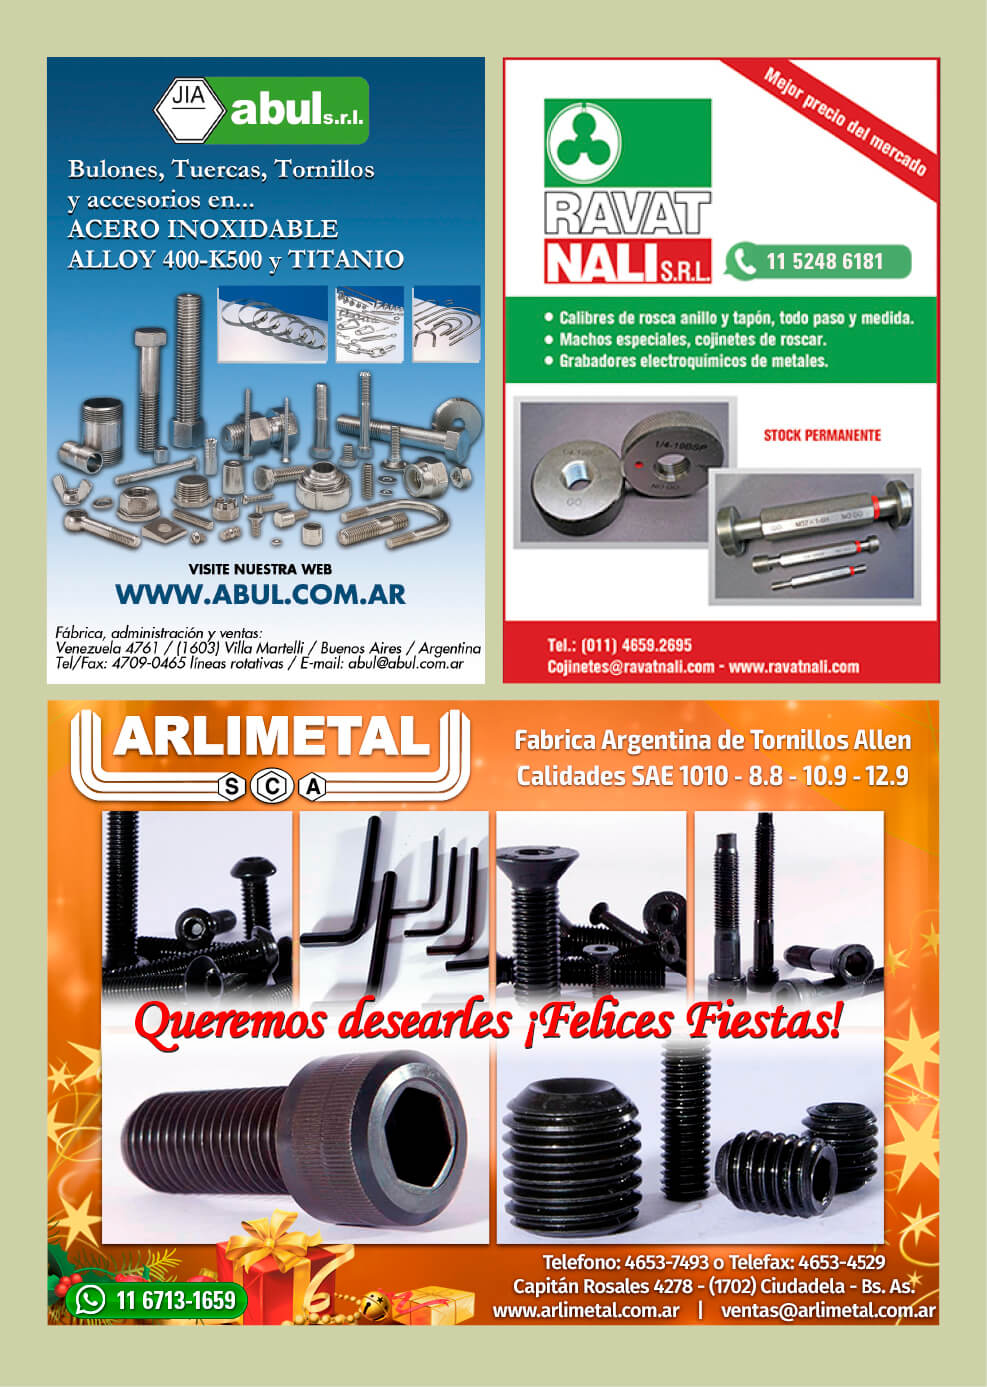 JIA
abul s.r.l.
Bulones, Tuercas, Tornillos
y accesorios en...
ACERO INOXIDABLE
ALLOY 400-K500 y TITANIO
VISITE NUESTRA WEB
WWW.ABUL.COM.AR
Fábrica, administración y ventas:
Venezuela 4761 / (1603) Villa Martelli / Buenos Aires / Argentina
Tel/Fax: 4709-0465 líneas rotativas / E-mail: abul@abul.com.ar
Mejor precio del mercado
RAVAT
NALI S.R.L.
11 5248 6181
• Calibres de rosca anillo y tapón, todo paso y medida.
• Machos especiales, cojinetes de roscar.
• Grabadores electroquímicos de metales.
STOCK PERMANENTE
GO
NO GO
GO
NO GO
Tel.: (011) 4659.2695
Cojinetes@ravatnali.com - www.ravatnali.com
ARLIMETAL
S C A
Fabrica Argentina de Tornillos Allen
Calidades SAE 1010 - 8.8 - 10.9 - 12.9
Queremos desearles ¡Felices Fiestas!
Telefono: 4653-7493 o Telefax: 4653-4529
Capitán Rosales 4278 - (1702) Ciudadela - Bs. As.
www.arlimetal.com.ar | ventas@arlimetal.com.ar
11 6713-1659